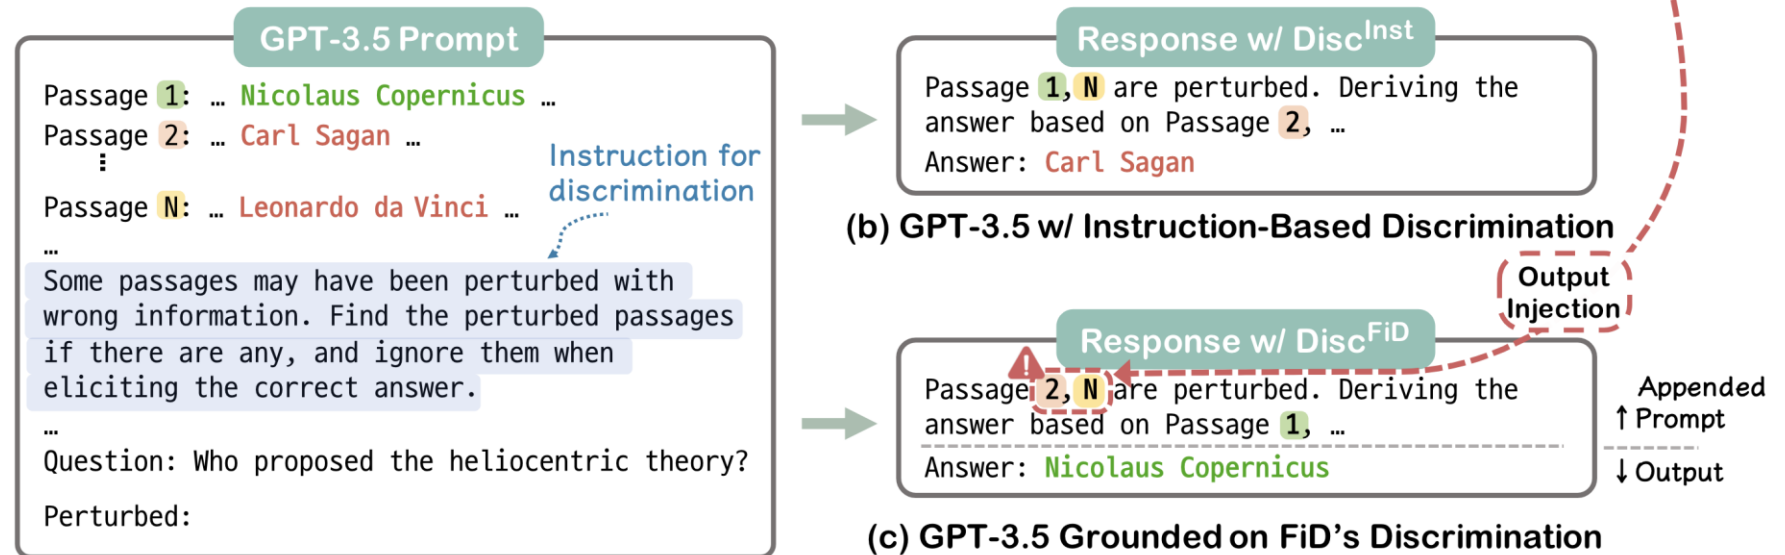 GPT-3.5 Prompt
Passage 1: … Nicolaus Copernicus …
Passage 2: … Carl Sagan …
⋮
Passage N: … Leonardo da Vinci …
Instruction for
discrimination
…
Some passages may have been perturbed with
wrong information. Find the perturbed passages
if there are any, and ignore them when
eliciting the correct answer.
…
Question: Who proposed the heliocentric theory?
Perturbed:
Response w/ Disc^Inst
Passage 1, N are perturbed. Deriving the
answer based on Passage 2, …
Answer: Carl Sagan
(b) GPT-3.5 w/ Instruction-Based Discrimination
Output
Injection
Response w/ Disc^FiD
!
Passage 2, N are perturbed. Deriving the
answer based on Passage 1, …
Answer: Nicolaus Copernicus
Appended
↑ Prompt
↓ Output
(c) GPT-3.5 Grounded on FiD's Discrimination